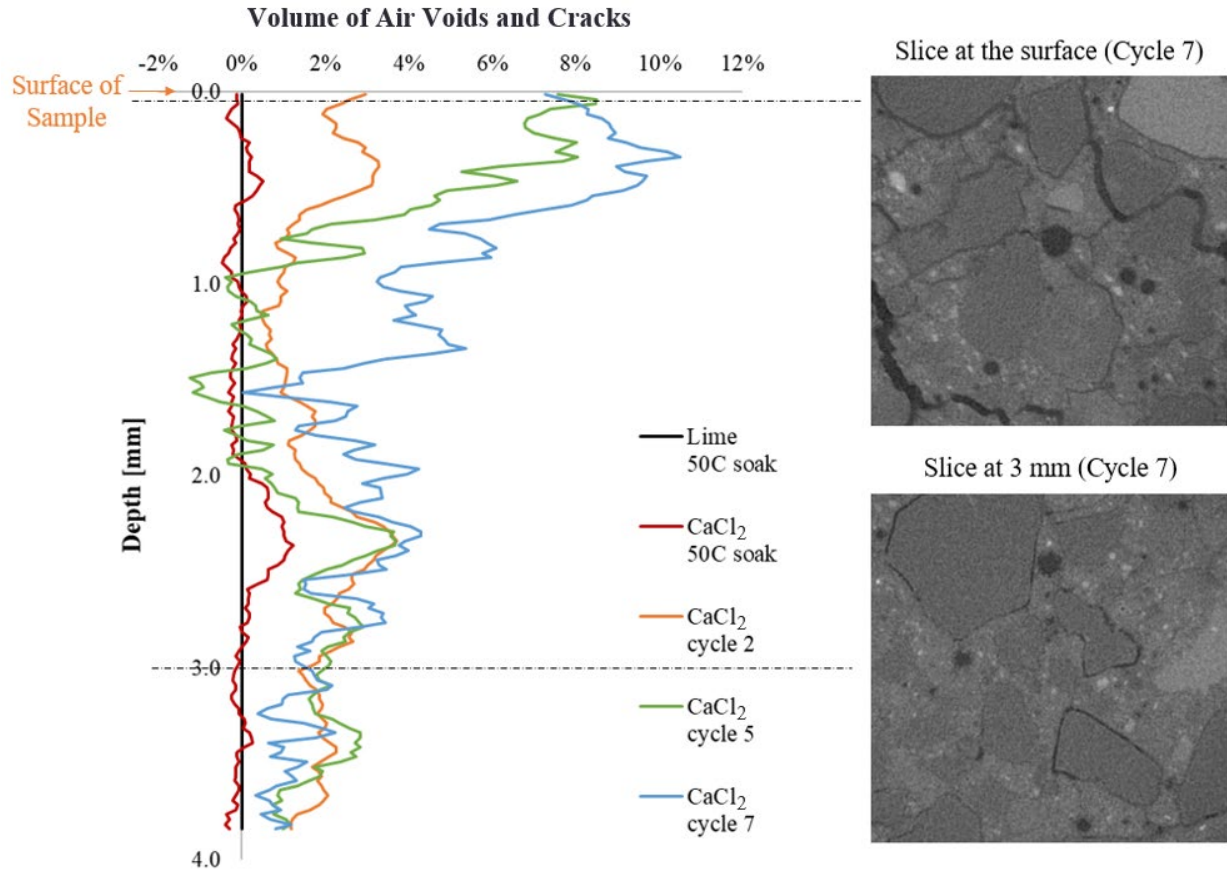 Volume of Air Voids and Cracks
-2% 0% 2% 4% 6% 8% 10% 12%
Surface of
Sample
0.0
1.0
2.0
3.0
4.0
Depth [mm]
Lime
50C soak
CaCl₂
50C soak
CaCl₂
cycle 2
CaCl₂
cycle 5
CaCl₂
cycle 7
Slice at the surface (Cycle 7)
Slice at 3 mm (Cycle 7)